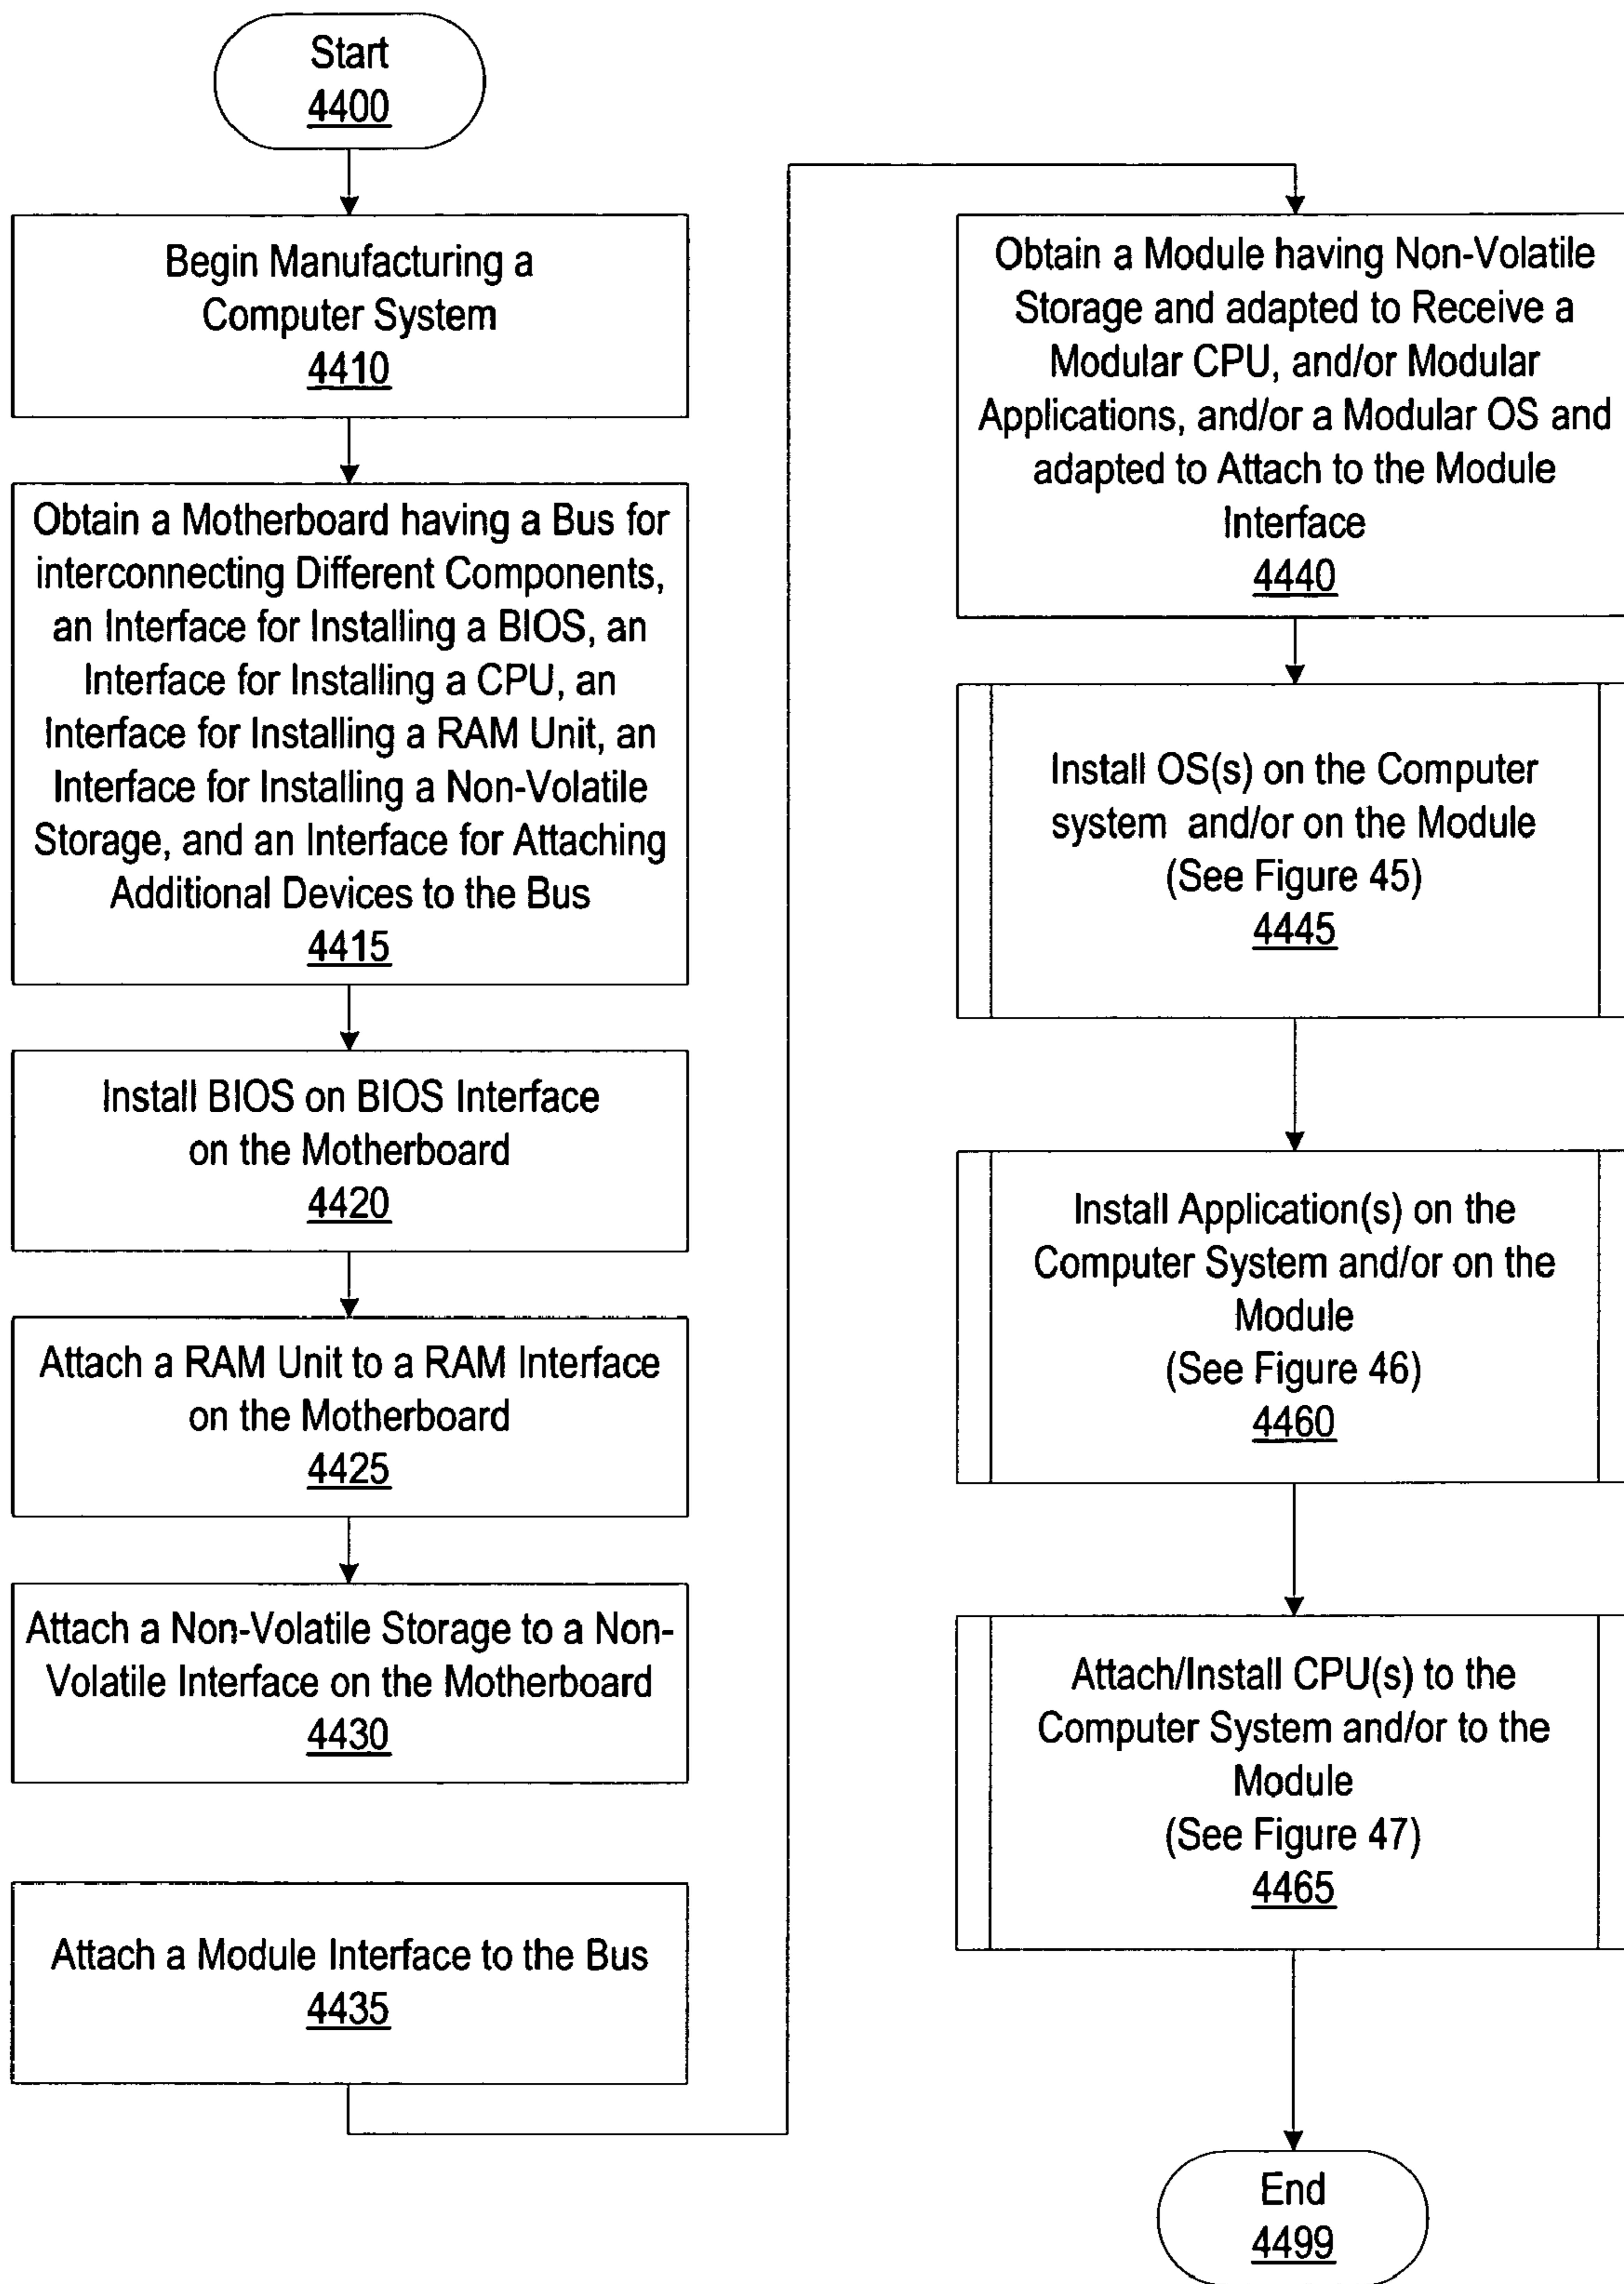 Start
4400
Begin Manufacturing a
Computer System
4410
Obtain a Motherboard having a Bus for
interconnecting Different Components,
an Interface for Installing a BIOS, an
Interface for Installing a CPU, an
Interface for Installing a RAM Unit, an
Interface for Installing a Non-Volatile
Storage, and an Interface for Attaching
Additional Devices to the Bus
4415
Install BIOS on BIOS Interface
on the Motherboard
4420
Attach a RAM Unit to a RAM Interface
on the Motherboard
4425
Attach a Non-Volatile Storage to a Non-
Volatile Interface on the Motherboard
4430
Attach a Module Interface to the Bus
4435
Obtain a Module having Non-Volatile
Storage and adapted to Receive a
Modular CPU, and/or Modular
Applications, and/or a Modular OS and
adapted to Attach to the Module
Interface
4440
Install OS(s) on the Computer
system and/or on the Module
(See Figure 45)
4445
Install Application(s) on the
Computer System and/or on the
Module
(See Figure 46)
4460
Attach/Install CPU(s) to the
Computer System and/or to the
Module
(See Figure 47)
4465
End
4499